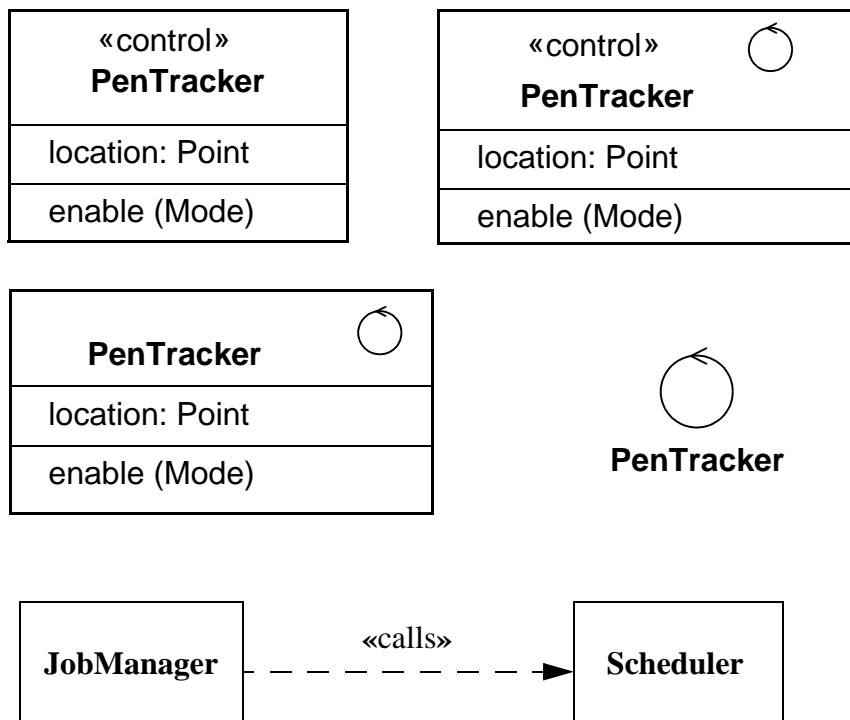 «control»
PenTracker
location: Point
enable (Mode)
«control»
PenTracker
location: Point
enable (Mode)
PenTracker
location: Point
enable (Mode)
PenTracker
JobManager
«calls»
Scheduler